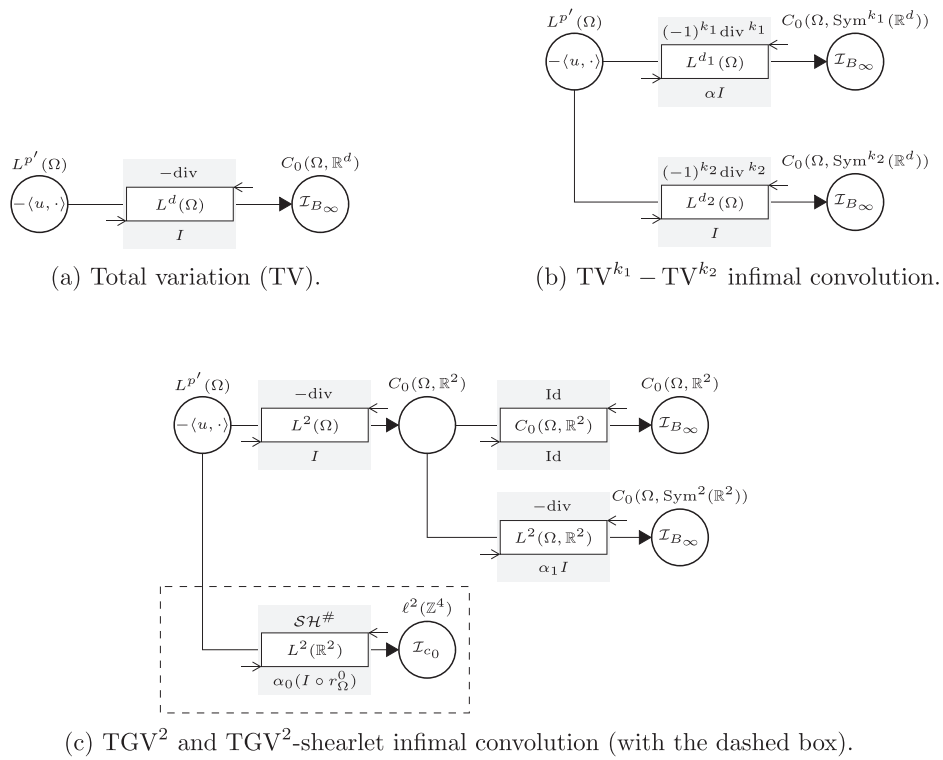 L^{p'}(Ω)
−⟨u, ·⟩
−div
L^d(Ω)
I
C_0(Ω, ℝ^d)
𝓘_{B_∞}
(a) Total variation (TV).
L^{p'}(Ω)
−⟨u, ·⟩
(−1)^{k_1} div^{k_1}
L^{d_1}(Ω)
αI
C_0(Ω, Sym^{k_1}(ℝ^d))
𝓘_{B_∞}
(−1)^{k_2} div^{k_2}
L^{d_2}(Ω)
I
C_0(Ω, Sym^{k_2}(ℝ^d))
𝓘_{B_∞}
(b) TV^{k_1} − TV^{k_2} infimal convolution.
L^{p'}(Ω)
−⟨u, ·⟩
−div
L^2(Ω)
I
C_0(Ω, ℝ^2)
Id
C_0(Ω, ℝ^2)
Id
C_0(Ω, ℝ^2)
𝓘_{B_∞}
−div
L^2(Ω, ℝ^2)
α_1 I
C_0(Ω, Sym^2(ℝ^2))
𝓘_{B_∞}
𝒮ℋ^#
L^2(ℝ^2)
α_0(I ∘ r_Ω^0)
ℓ^2(ℤ^4)
𝓘_{c_0}
(c) TGV^2 and TGV^2-shearlet infimal convolution (with the dashed box).